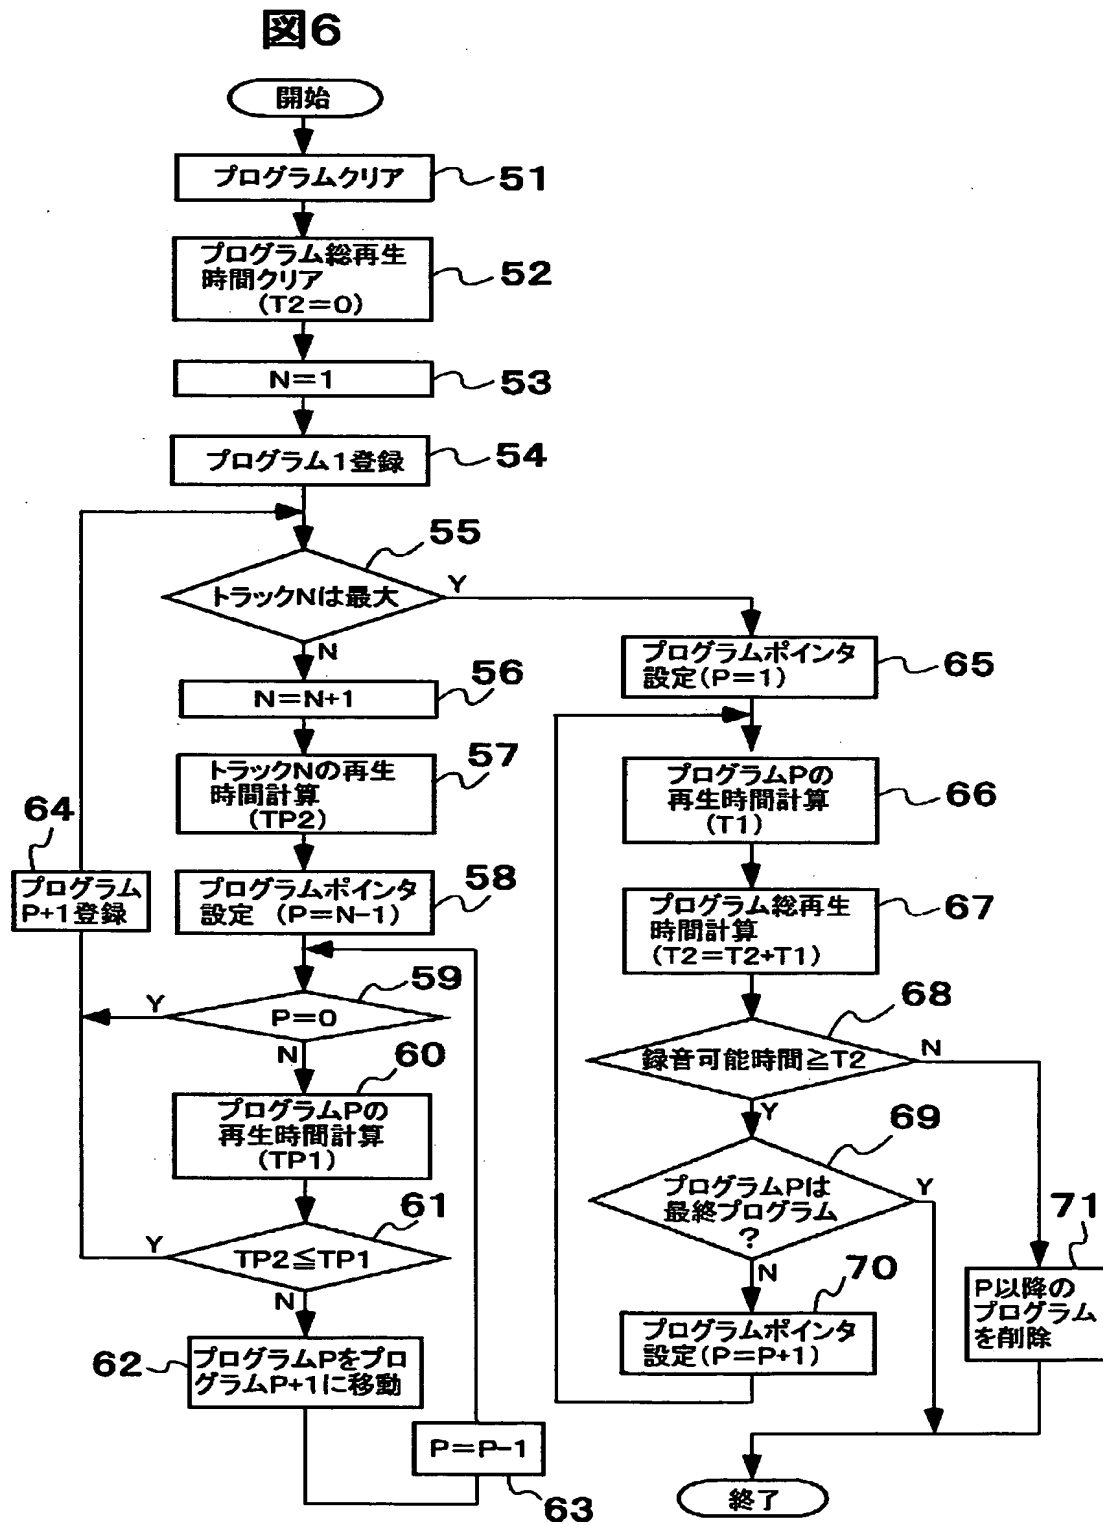 図6
開始
プログラムクリア
51
プログラム総再生
時間クリア
(T2=0)
52
N=1
53
プログラム1登録
54
55
トラックNは最大
Y
N
N=N+1
56
トラックNの再生
時間計算
(TP2)
57
プログラムポインタ
設定 (P=N-1)
58
64
プログラム
P+1登録
59
P=0
Y
N
60
プログラムPの
再生時間計算
(TP1)
61
TP2≦TP1
Y
N
62
プログラムPをプロ
グラムP+1に移動
P=P-1
63
プログラムポインタ
設定(P=1)
65
プログラムPの
再生時間計算
(T1)
66
プログラム総再生
時間計算
(T2=T2+T1)
67
68
録音可能時間≧T2
N
Y
69
プログラムPは
最終プログラム
?
Y
N
70
プログラムポインタ
設定(P=P+1)
71
P以降の
プログラム
を削除
終了